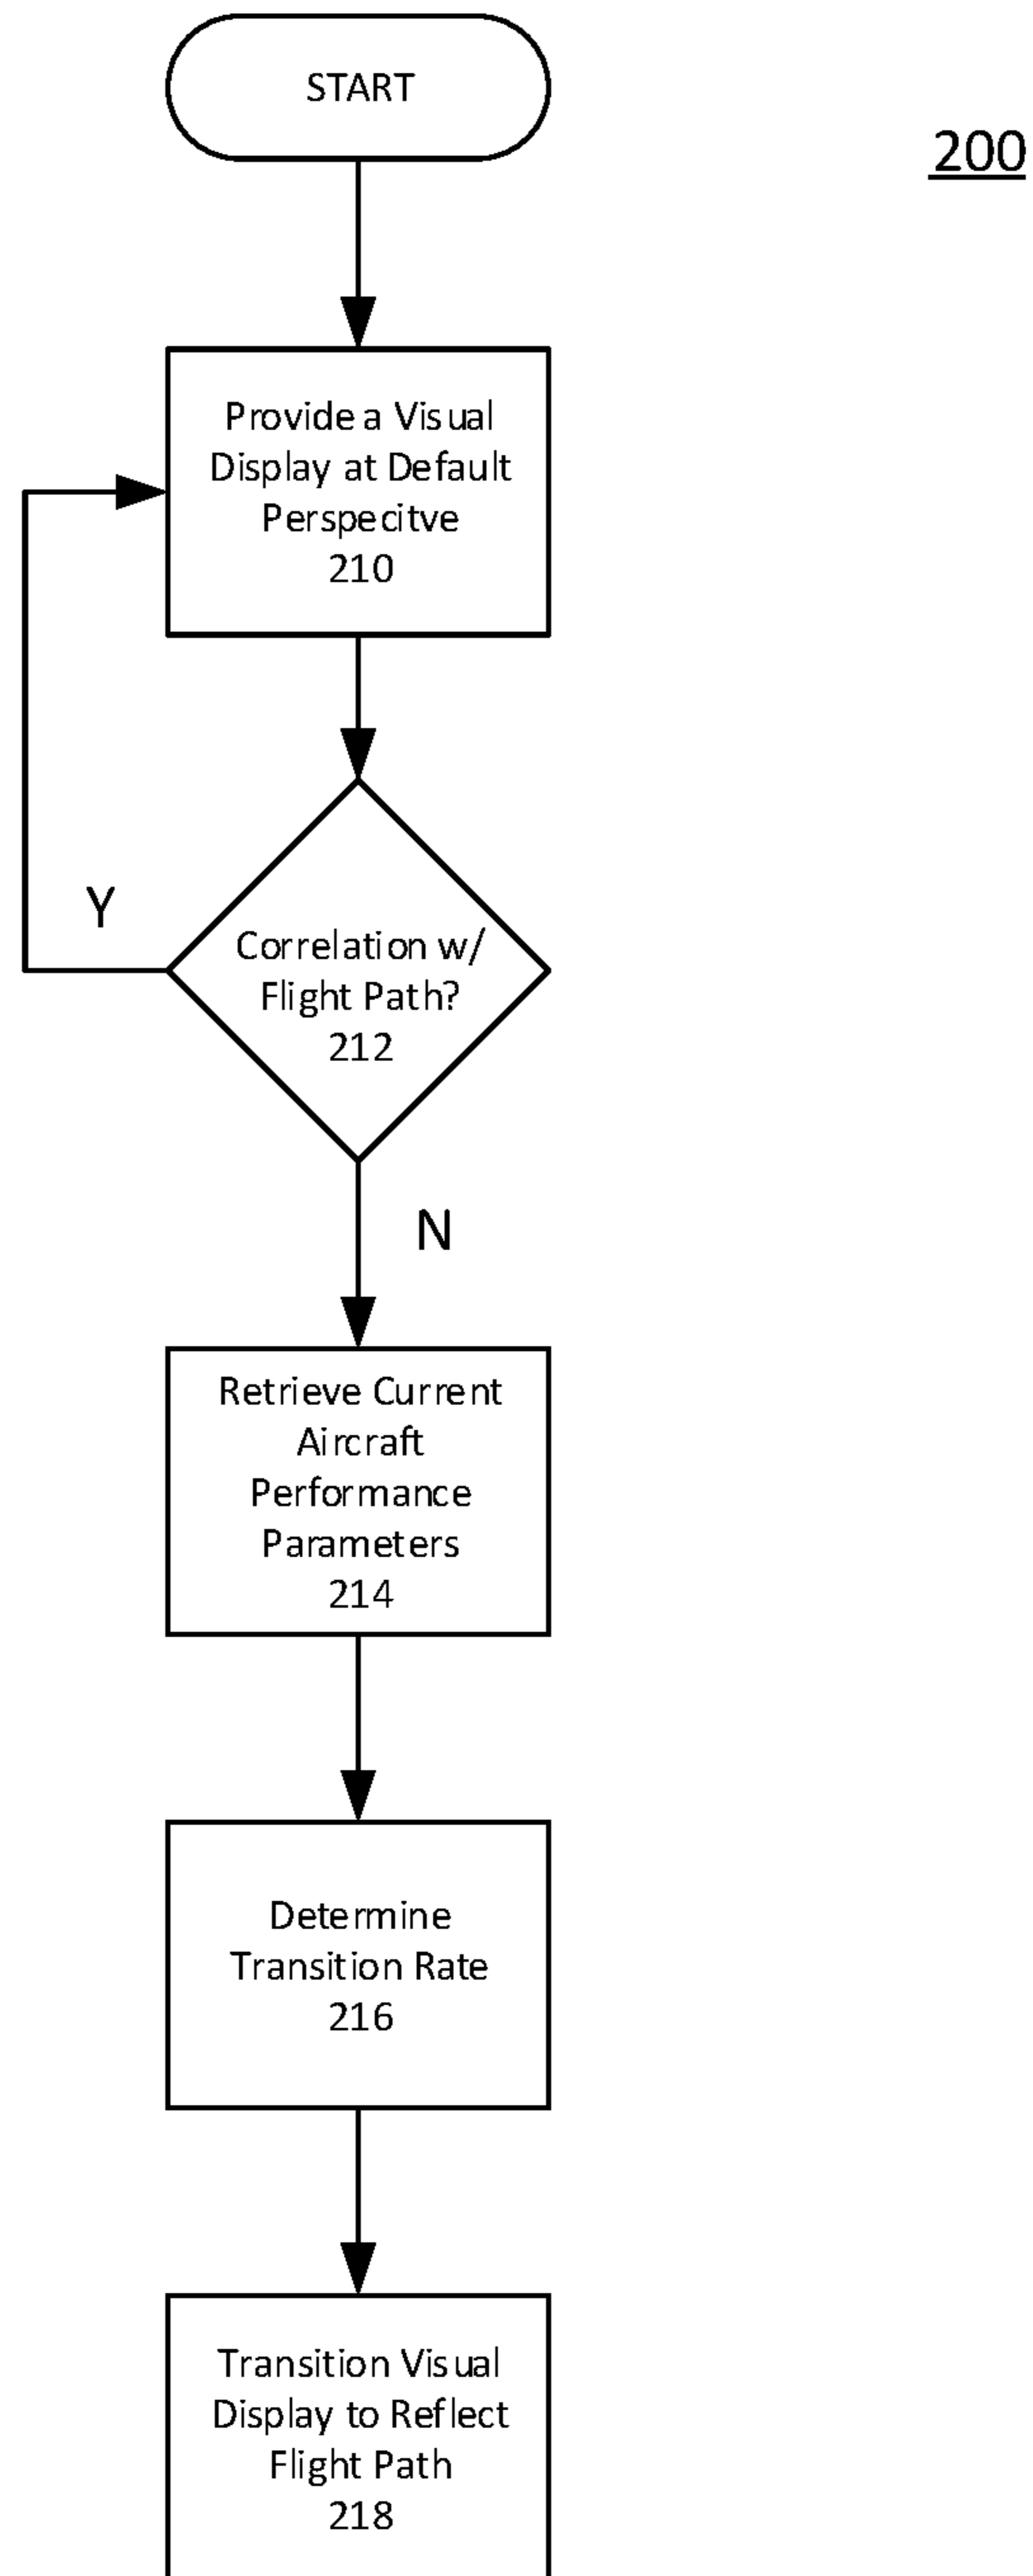 START
200
Provide a Visual
Display at Default
Perspecitve
210
Y
Correlation w/
Flight Path?
212
N
Retrieve Current
Aircraft
Performance
Parameters
214
Determine
Transition Rate
216
Transition Visual
Display to Reflect
Flight Path
218